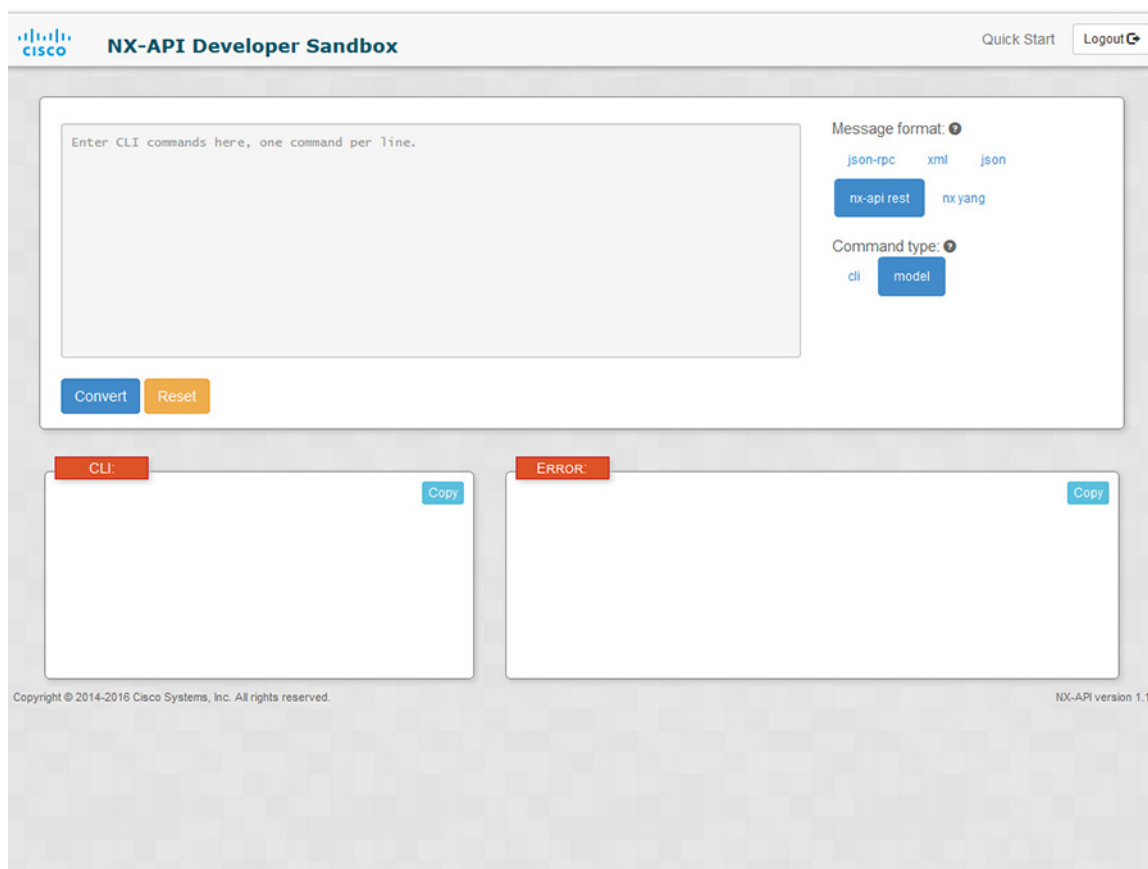 CISCO
NX-API Developer Sandbox
Quick Start
Logout
Enter CLI commands here, one command per line.
Message format:
json-rpc xml json
nx-api rest nx yang
Command type:
cli model
Convert Reset
CLI:
Copy
ERROR:
Copy
Copyright © 2014-2016 Cisco Systems, Inc. All rights reserved.
NX-API version 1.1